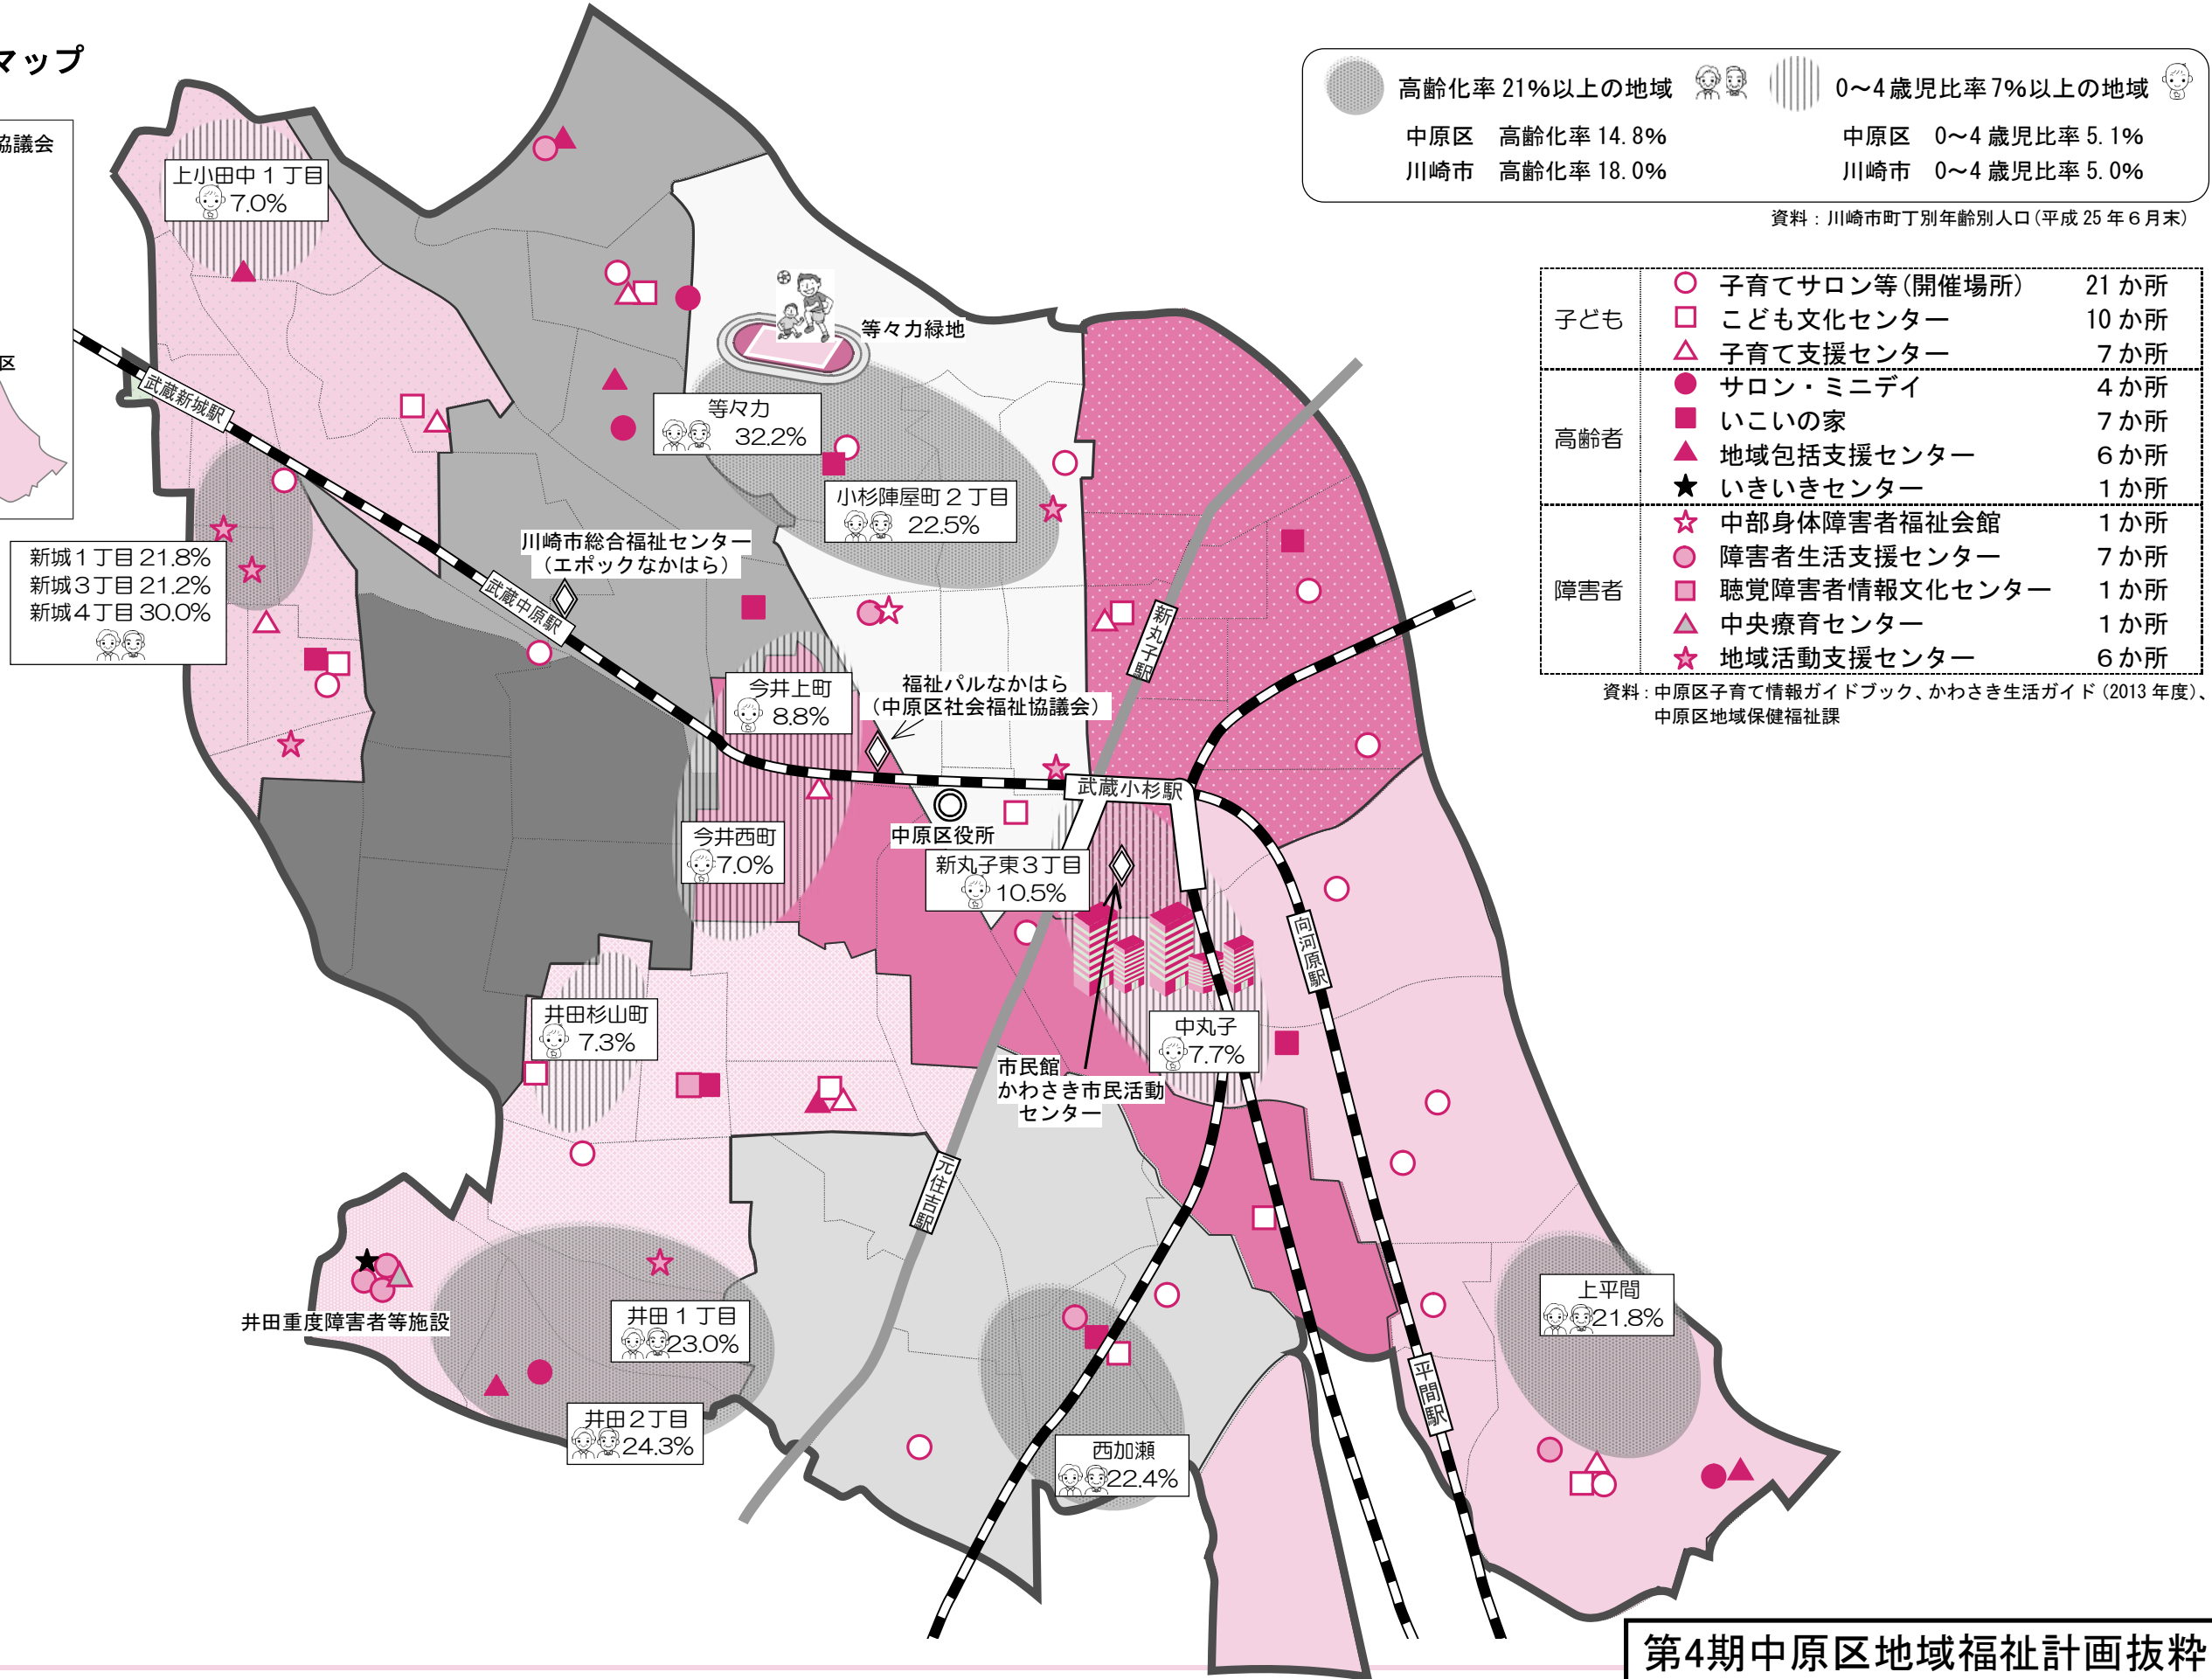 マップ
協議会
区
高齢化率 21%以上の地域
0～4 歳児比率 7%以上の地域
中原区　高齢化率 14.8%
中原区　0～4 歳児比率 5.1%
川崎市　高齢化率 18.0%
川崎市　0～4 歳児比率 5.0%
資料：川崎市町丁別年齢別人口（平成 25 年６月末）
子ども
子育てサロン等（開催場所）　21 か所
こども文化センター　10 か所
子育て支援センター　7 か所
高齢者
サロン・ミニデイ　4 か所
いこいの家　7 か所
地域包括支援センター　6 か所
いきいきセンター　1 か所
障害者
中部身体障害者福祉会館　1 か所
障害者生活支援センター　7 か所
聴覚障害者情報文化センター　1 か所
中央療育センター　1 か所
地域活動支援センター　6 か所
資料：中原区子育て情報ガイドブック、かわさき生活ガイド（2013 年度）、
中原区地域保健福祉課
上小田中１丁目
7.0%
等々力緑地
武蔵新城駅
等々力
32.2%
小杉陣屋町２丁目
22.5%
新城１丁目 21.8%
新城３丁目 21.2%
新城４丁目 30.0%
川崎市総合福祉センター
（エポックなかはら）
武蔵中原駅
新丸子駅
今井上町
8.8%
福祉パルなかはら
（中原区社会福祉協議会）
武蔵小杉駅
今井西町
7.0%
中原区役所
新丸子東３丁目
10.5%
向河原駅
井田杉山町
7.3%
中丸子
7.7%
市民館
かわさき市民活動
センター
元住吉駅
井田重度障害者等施設
井田１丁目
23.0%
井田２丁目
24.3%
西加瀬
22.4%
上平間
21.8%
平間駅
第4期中原区地域福祉計画抜粋